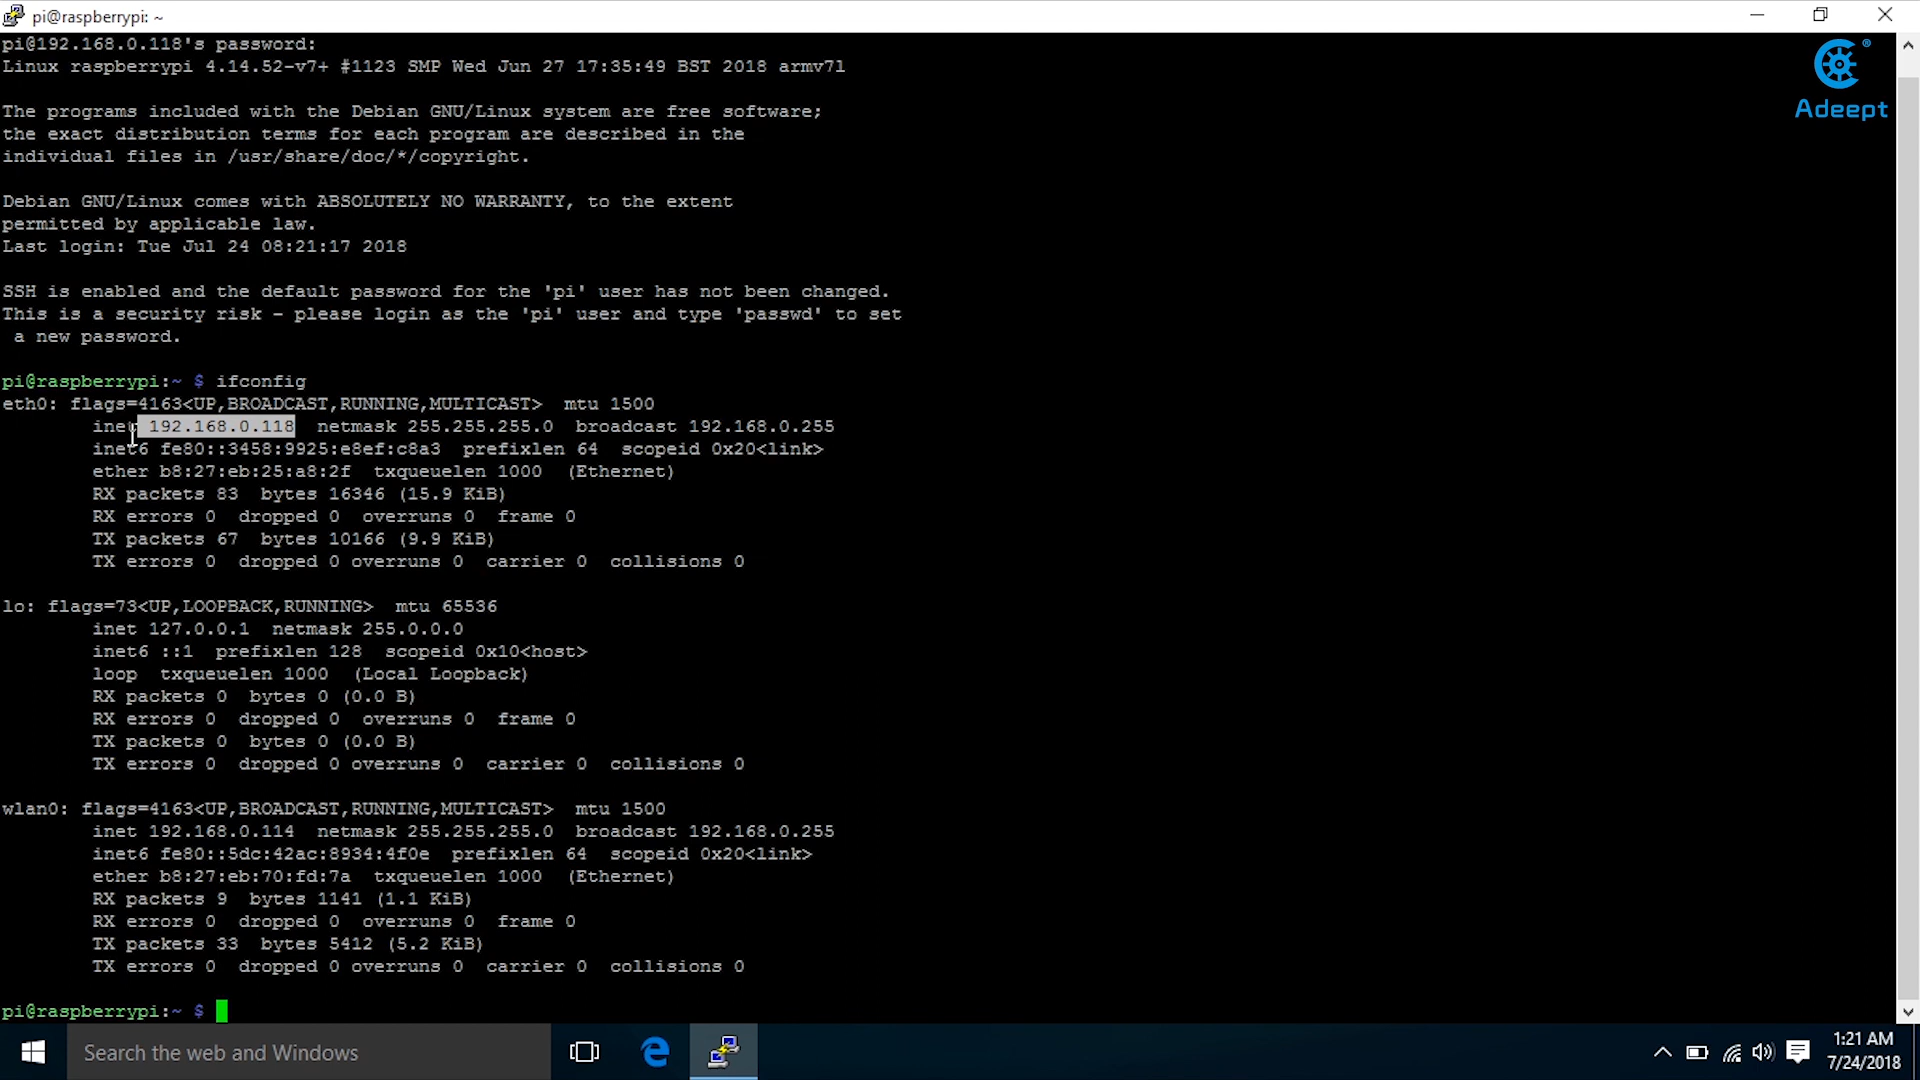 pi@raspberrypi: ~
pi@192.168.0.118's password:
Linux raspberrypi 4.14.52-v7+ #1123 SMP Wed Jun 27 17:35:49 BST 2018 armv7l
The programs included with the Debian GNU/Linux system are free software;
the exact distribution terms for each program are described in the
individual files in /usr/share/doc/*/copyright.
Debian GNU/Linux comes with ABSOLUTELY NO WARRANTY, to the extent
permitted by applicable law.
Last login: Tue Jul 24 08:21:17 2018
SSH is enabled and the default password for the 'pi' user has not been changed.
This is a security risk - please login as the 'pi' user and type 'passwd' to set
 a new password.
pi@raspberrypi:~ $ ifconfig
eth0: flags=4163<UP,BROADCAST,RUNNING,MULTICAST>  mtu 1500
        inet 192.168.0.118  netmask 255.255.255.0  broadcast 192.168.0.255
        inet6 fe80::3458:9925:e8ef:c8a3  prefixlen 64  scopeid 0x20<link>
        ether b8:27:eb:25:a8:2f  txqueuelen 1000  (Ethernet)
        RX packets 83  bytes 16346 (15.9 KiB)
        RX errors 0  dropped 0  overruns 0  frame 0
        TX packets 67  bytes 10166 (9.9 KiB)
        TX errors 0  dropped 0 overruns 0  carrier 0  collisions 0
lo: flags=73<UP,LOOPBACK,RUNNING>  mtu 65536
        inet 127.0.0.1  netmask 255.0.0.0
        inet6 ::1  prefixlen 128  scopeid 0x10<host>
        loop  txqueuelen 1000  (Local Loopback)
        RX packets 0  bytes 0 (0.0 B)
        RX errors 0  dropped 0  overruns 0  frame 0
        TX packets 0  bytes 0 (0.0 B)
        TX errors 0  dropped 0 overruns 0  carrier 0  collisions 0
wlan0: flags=4163<UP,BROADCAST,RUNNING,MULTICAST>  mtu 1500
        inet 192.168.0.114  netmask 255.255.255.0  broadcast 192.168.0.255
        inet6 fe80::5dc:42ac:8934:4f0e  prefixlen 64  scopeid 0x20<link>
        ether b8:27:eb:70:fd:7a  txqueuelen 1000  (Ethernet)
        RX packets 9  bytes 1141 (1.1 KiB)
        RX errors 0  dropped 0  overruns 0  frame 0
        TX packets 33  bytes 5412 (5.2 KiB)
        TX errors 0  dropped 0 overruns 0  carrier 0  collisions 0
pi@raspberrypi:~ $
®
Adeept
Search the web and Windows
1:21 AM
7/24/2018